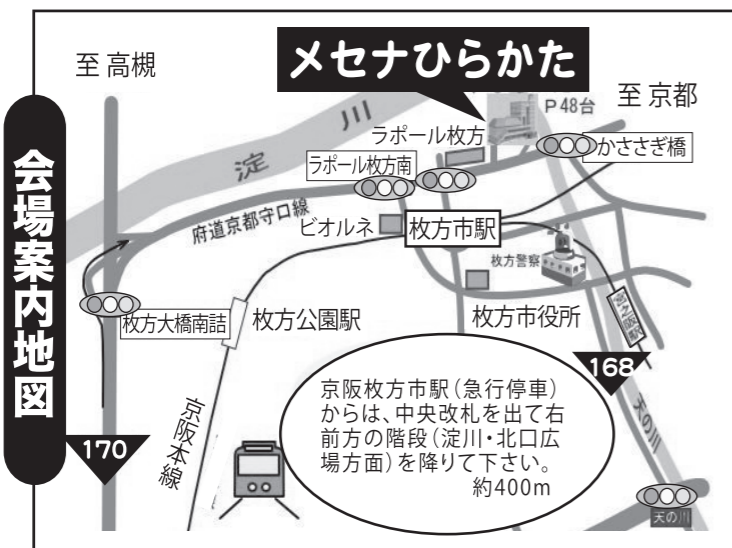 会場案内地図
至 高槻
メセナひらかた
P48台
至 京都
淀川
ラポール枚方
ラポール枚方南
かささぎ橋
府道京都守口線
ビオルネ
枚方市駅
枚方警察
枚方大橋南詰
枚方公園駅
枚方市役所
宮之阪駅
168
170
京阪本線
京阪枚方市駅(急行停車)
からは、中央改札を出て右
前方の階段(淀川・北口広
場方面)を降りて下さい。
約400m
天の川
天の川